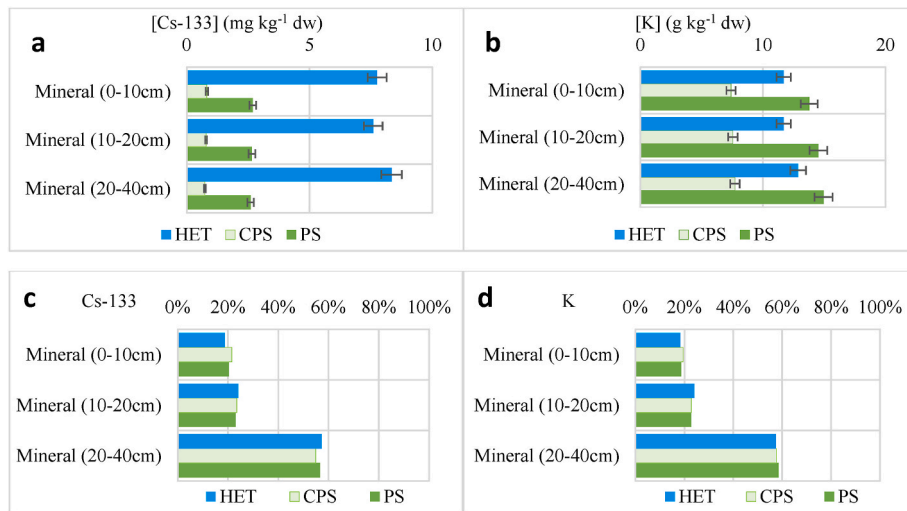 a
[Cs-133] (mg kg⁻¹ dw)
0 5 10
Mineral (0-10cm)
Mineral (10-20cm)
Mineral (20-40cm)
HET CPS PS
b
[K] (g kg⁻¹ dw)
0 10 20
Mineral (0-10cm)
Mineral (10-20cm)
Mineral (20-40cm)
HET CPS PS
c Cs-133
0% 20% 40% 60% 80% 100%
Mineral (0-10cm)
Mineral (10-20cm)
Mineral (20-40cm)
HET CPS PS
d K
0% 20% 40% 60% 80% 100%
Mineral (0-10cm)
Mineral (10-20cm)
Mineral (20-40cm)
HET CPS PS